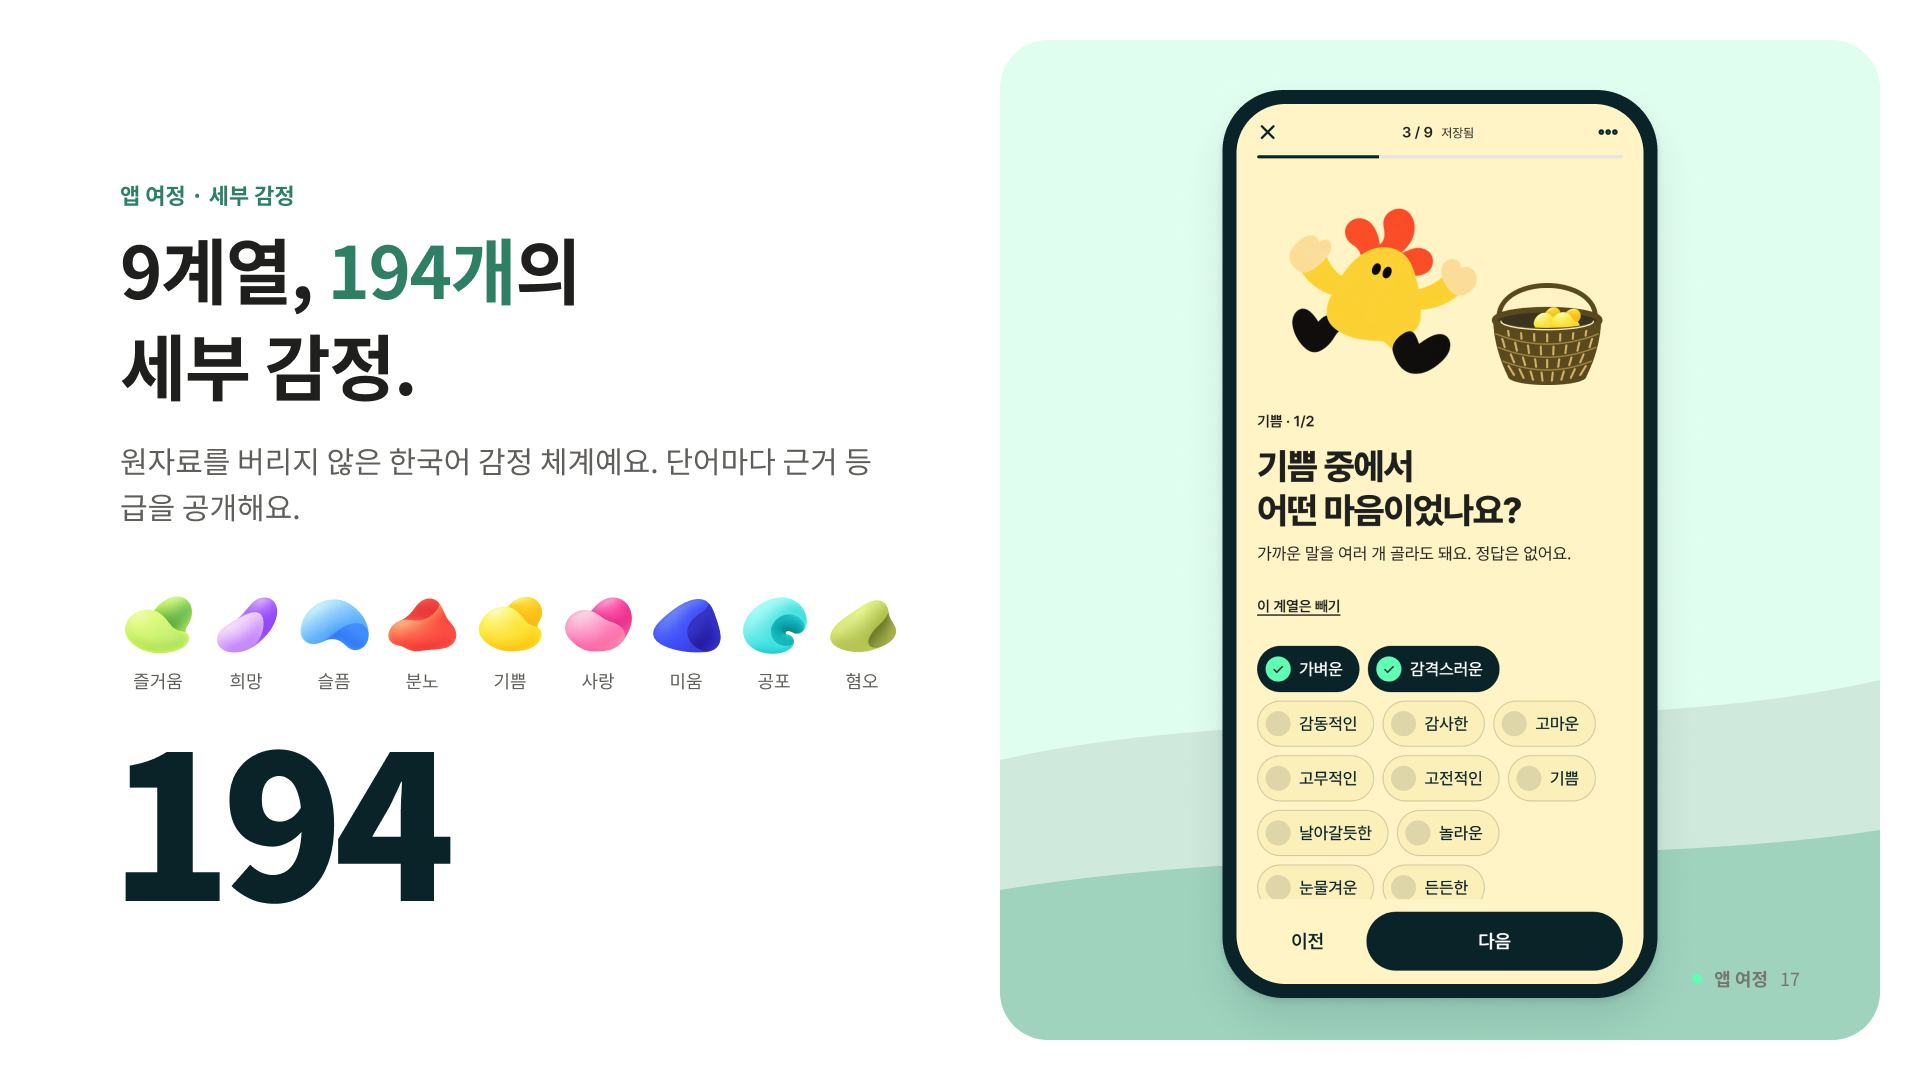 앱 여정 · 세부 감정
9계열, 194개의
세부 감정.
원자료를 버리지 않은 한국어 감정 체계예요. 단어마다 근거 등
급을 공개해요.
즐거움 희망 슬픔 분노 기쁨 사랑 미움 공포 혐오
194
3 / 9 저장됨
기쁨 · 1/2
기쁨 중에서
어떤 마음이었나요?
가까운 말을 여러 개 골라도 돼요. 정답은 없어요.
이 계열은 빼기
가벼운 감격스러운
감동적인 감사한 고마운
고무적인 고전적인 기쁨
날아갈듯한 놀라운
눈물겨운 든든한
이전 다음
앱 여정 17